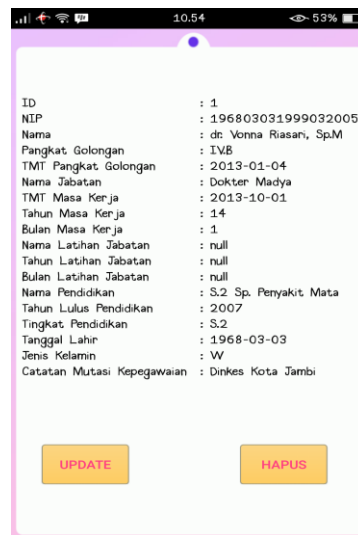 10.54 53%
ID : 1
NIP : 196803031999032005
Nama : dr. Vonna Riasari, Sp.M
Pangkat Golongan : IV.B
TMT Pangkat Golongan : 2013-01-04
Nama Jabatan : Dokter Madya
TMT Masa Kerja : 2013-10-01
Tahun Masa Kerja : 14
Bulan Masa Kerja : 1
Nama Latihan Jabatan : null
Tahun Latihan Jabatan : null
Bulan Latihan Jabatan : null
Nama Pendidikan : S.2 Sp. Penyakit Mata
Tahun Lulus Pendidikan : 2007
Tingkat Pendidikan : S.2
Tanggal Lahir : 1968-03-03
Jenis Kelamin : W
Catatan Mutasi Kepegawaian : Dinkes Kota Jambi
UPDATE HAPUS